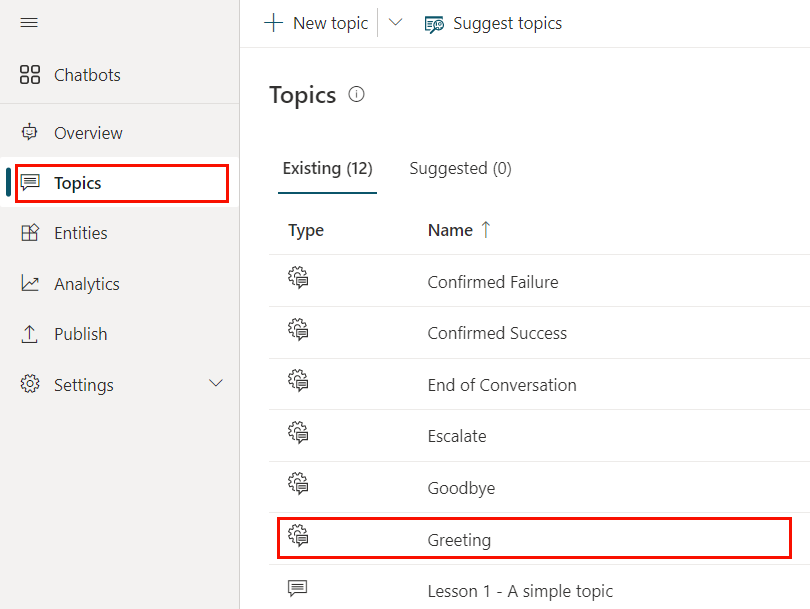 New topic
Suggest topics
Chatbots
Overview
Topics
Entities
Analytics
Publish
Settings
Topics
Existing (12)
Suggested (0)
Type
Name ↑
Confirmed Failure
Confirmed Success
End of Conversation
Escalate
Goodbye
Greeting
Lesson 1 - A simple topic